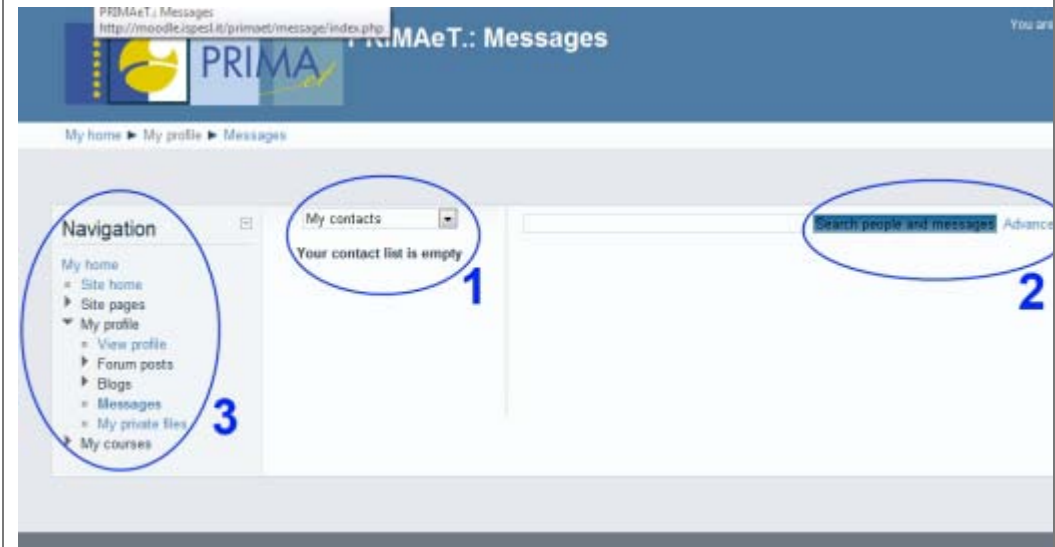 PRIMAeT.: Messages
http://moodle.ispesl.it/primaet/message/index.php
PRIMAeT.: Messages
You are
PRIMA
et
My home ► My profile ► Messages
Navigation
My home
Site home
Site pages
My profile
View profile
Forum posts
Blogs
Messages
My private files
My courses
3
My contacts
Your contact list is empty
1
Search people and messages Advance
2